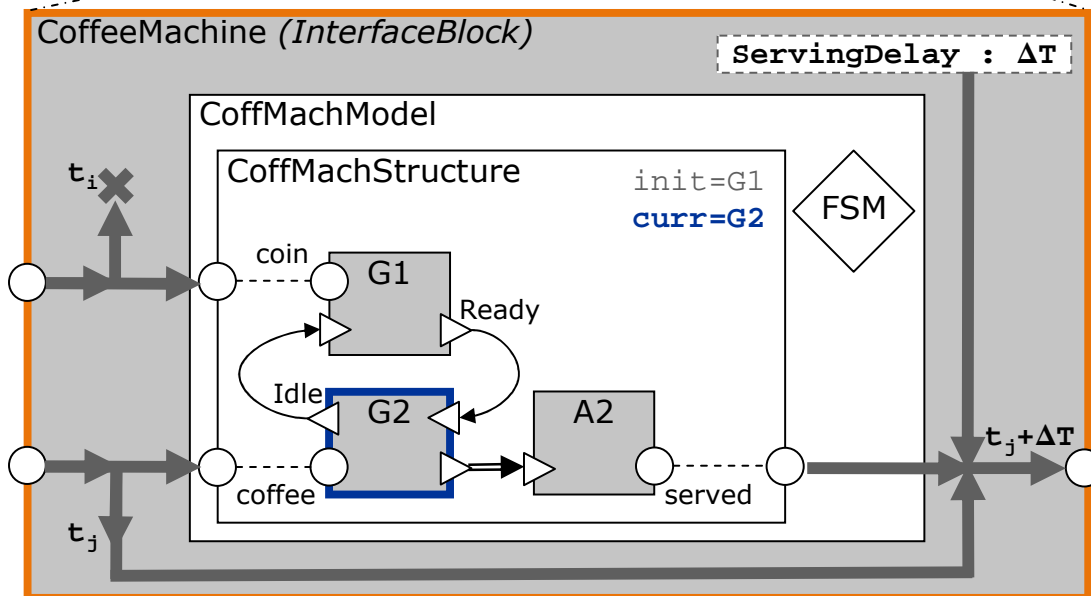 CoffeeMachine (InterfaceBlock)
ServingDelay : ΔT
CoffMachModel
CoffMachStructure
init=G1
curr=G2
FSM
tᵢ
coin
G1
Ready
Idle
G2
A2
tⱼ+ΔT
coffee
served
tⱼ